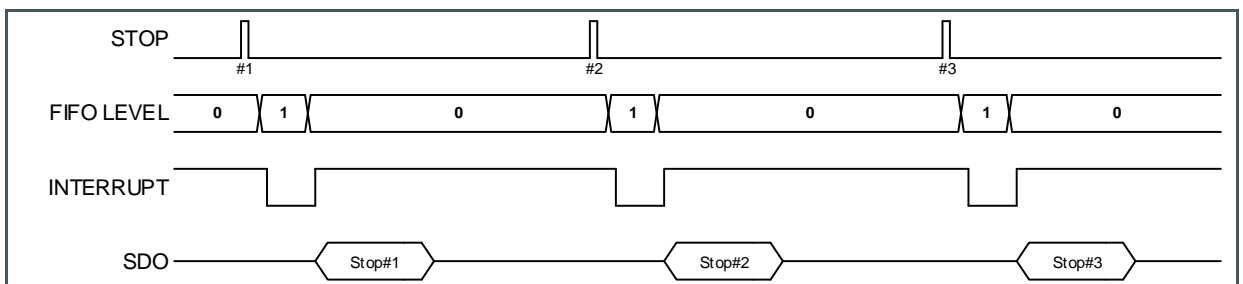 STOP
#1 #2 #3
FIFO LEVEL 0 1 0 1 0 1 0
INTERRUPT
SDO Stop#1 Stop#2 Stop#3